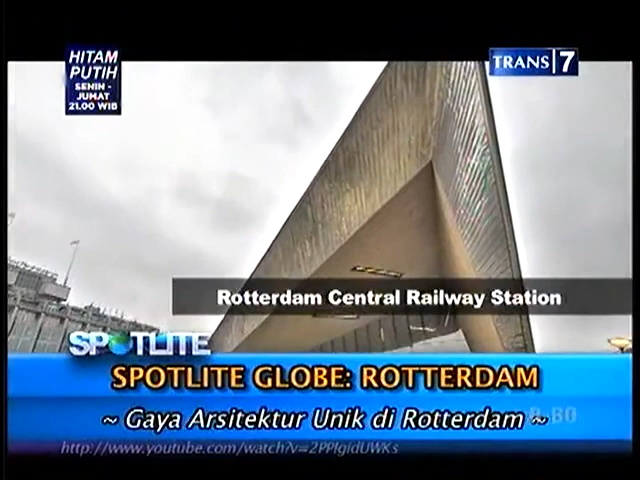 HITAM
PUTIH
SENIN -
JUMAT
21.00 WIB
TRANS 7
Rotterdam Central Railway Station
SPOTLITE
SPOTLITE GLOBE: ROTTERDAM
~ Gaya Arsitektur Unik di Rotterdam ~
http://www.youtube.com/watch?v=2PPIgidUWKs